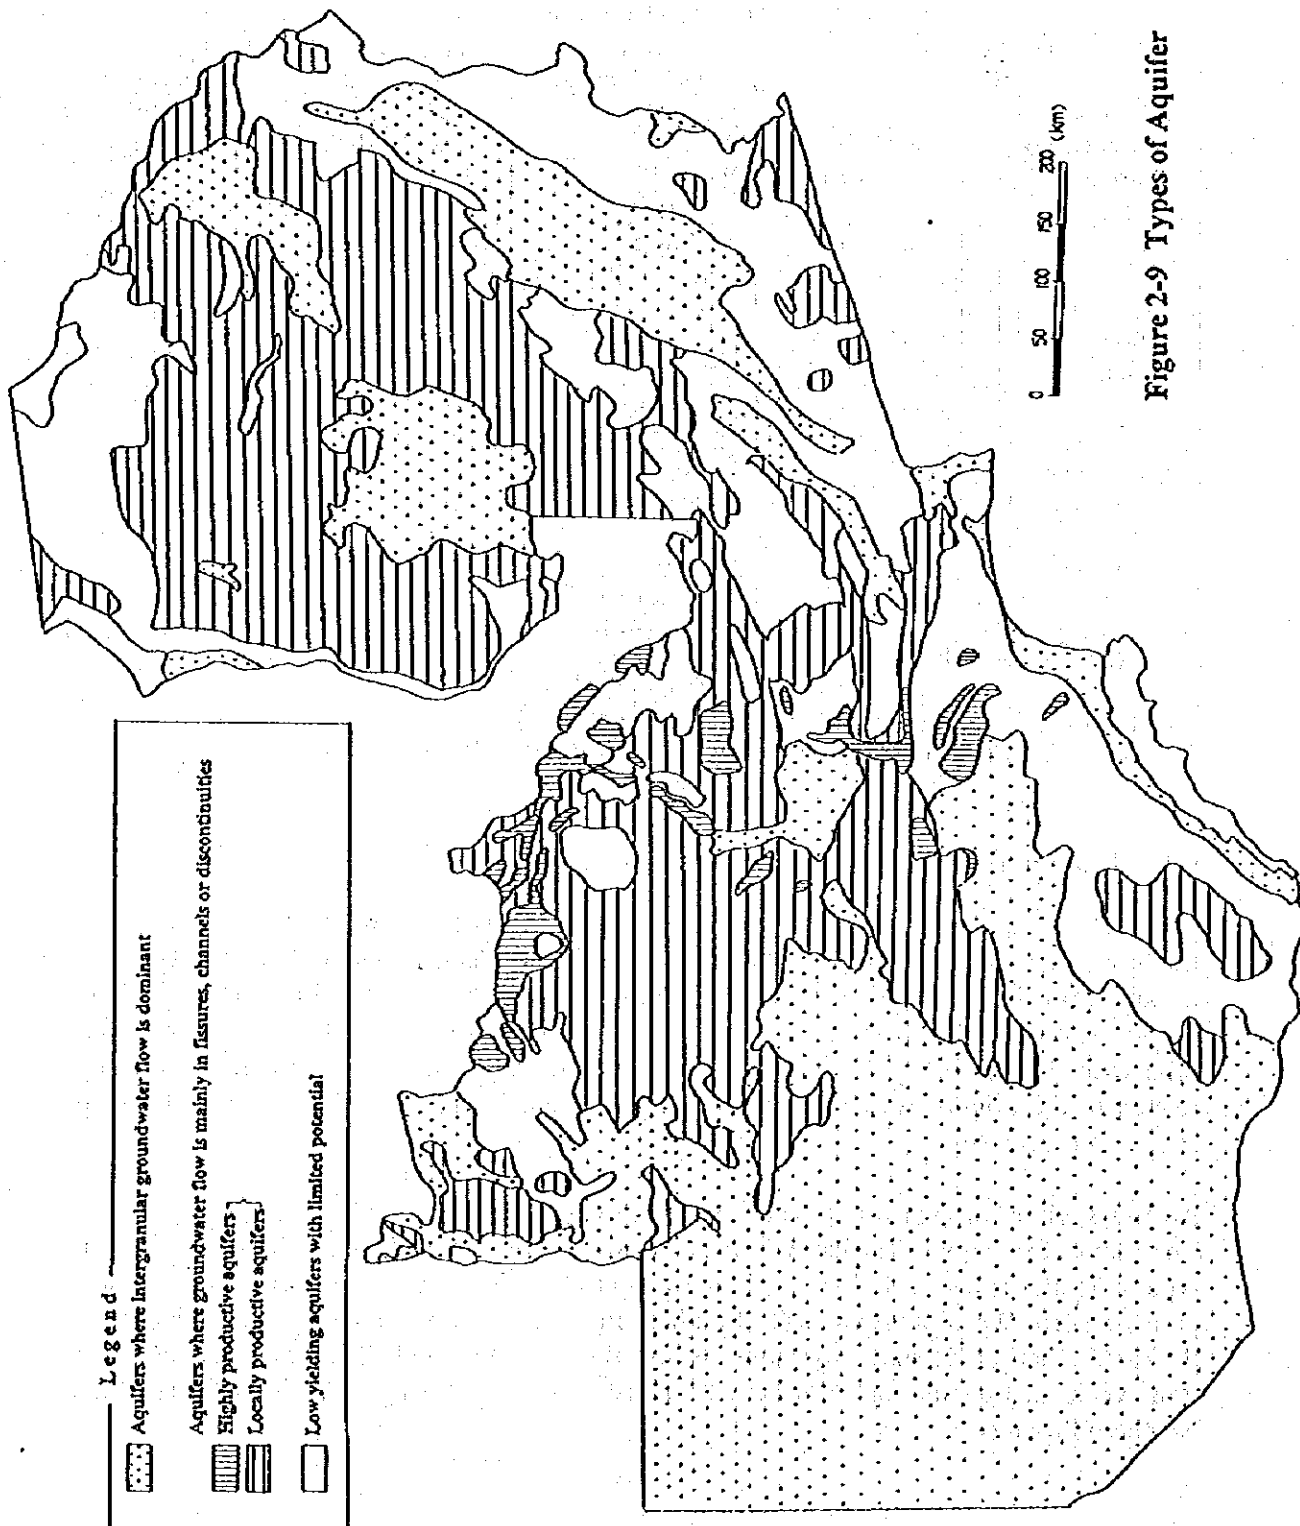 Legend
Aquifers where intergranular groundwater flow is dominant
Aquifers where groundwater flow is mainly in fissures, channels or discontinuities
Highly productive aquifers
Locally productive aquifers
Low yielding aquifers with limited potential
0 50 100 150 200 (km)
Figure 2-9 Types of Aquifer